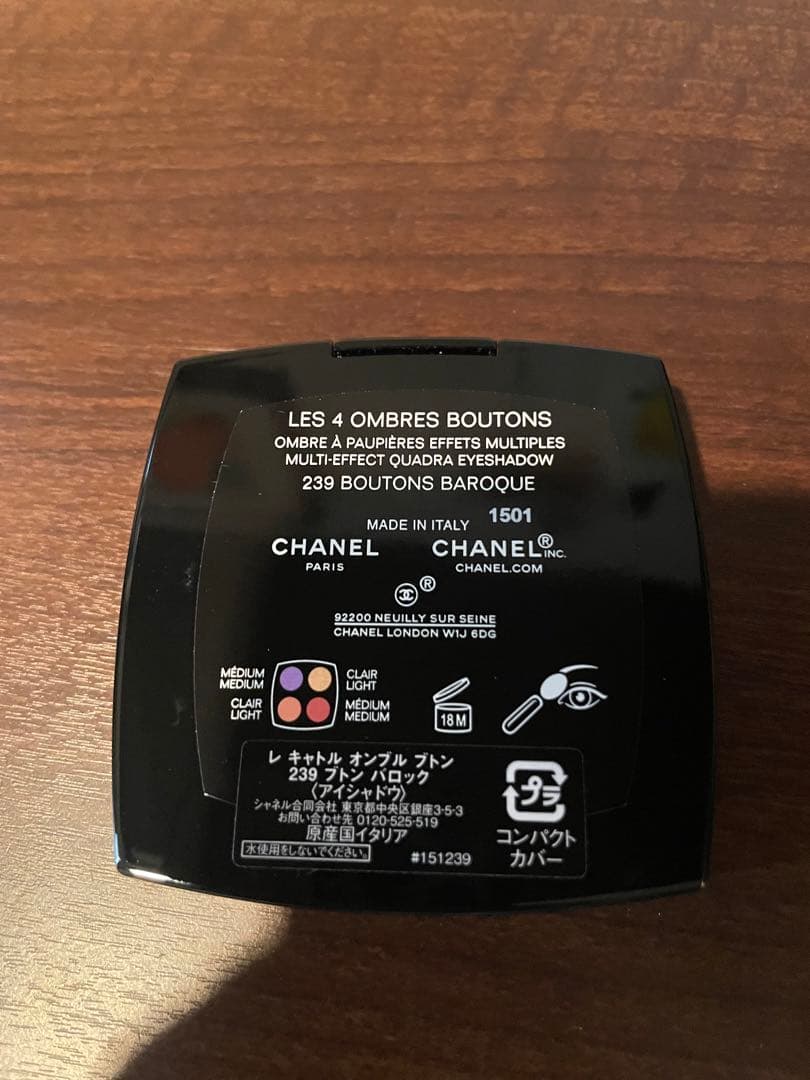 LES 4 OMBRES BOUTONS
OMBRE À PAUPIÈRES EFFETS MULTIPLES
MULTI-EFFECT QUADRA EYESHADOW
239 BOUTONS BAROQUE
MADE IN ITALY 1501
CHANEL CHANEL® INC.
PARIS CHANEL.COM
®
92200 NEUILLY SUR SEINE
CHANEL LONDON W1J 6DG
MÉDIUM CLAIR
MEDIUM LIGHT
CLAIR MÉDIUM
LIGHT MEDIUM
18 M
レ キャトル オンブル ブトン
239 ブトン バロック
〈アイシャドウ〉
シャネル合同会社 東京都中央区銀座3-5-3
お問い合わせ先 0120-525-519
原産国イタリア
水使用をしないでください。 #151239
プラ
コンパクト
カバー